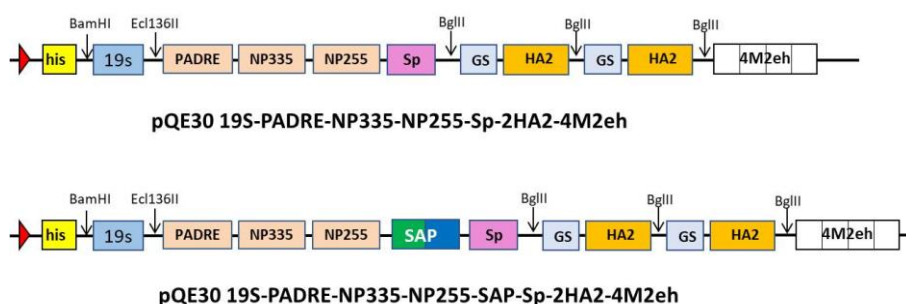 BamHI Ecl136II BglII BglII BglII
his 19s PADRE NP335 NP255 Sp GS HA2 GS HA2 4M2eh
pQE30 19S-PADRE-NP335-NP255-Sp-2HA2-4M2eh
BamHI Ecl136II BglII BglII BglII
his 19s PADRE NP335 NP255 SAP Sp GS HA2 GS HA2 4M2eh
pQE30 19S-PADRE-NP335-NP255-SAP-Sp-2HA2-4M2eh